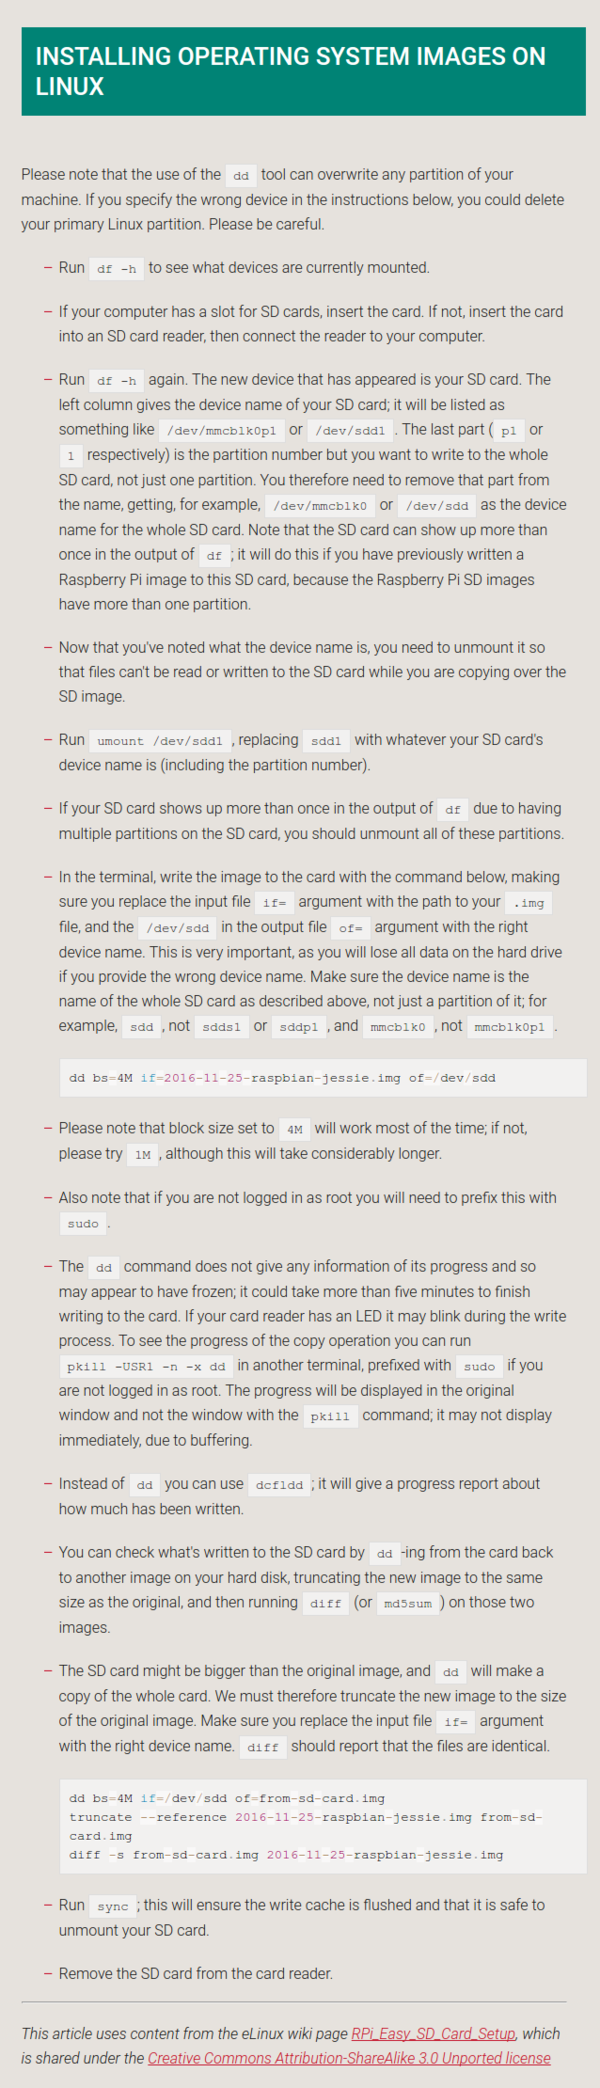 INSTALLING OPERATING SYSTEM IMAGES ON
LINUX
Please note that the use of the dd tool can overwrite any partition of your
machine. If you specify the wrong device in the instructions below, you could delete
your primary Linux partition. Please be careful.
– Run df -h to see what devices are currently mounted.
– If your computer has a slot for SD cards, insert the card. If not, insert the card
into an SD card reader, then connect the reader to your computer.
– Run df -h again. The new device that has appeared is your SD card. The
left column gives the device name of your SD card; it will be listed as
something like /dev/mmcblk0p1 or /dev/sdd1 . The last part ( p1 or
1 respectively) is the partition number but you want to write to the whole
SD card, not just one partition. You therefore need to remove that part from
the name, getting, for example, /dev/mmcblk0 or /dev/sdd as the device
name for the whole SD card. Note that the SD card can show up more than
once in the output of df ; it will do this if you have previously written a
Raspberry Pi image to this SD card, because the Raspberry Pi SD images
have more than one partition.
– Now that you've noted what the device name is, you need to unmount it so
that files can't be read or written to the SD card while you are copying over the
SD image.
– Run umount /dev/sdd1 , replacing sdd1 with whatever your SD card's
device name is (including the partition number).
– If your SD card shows up more than once in the output of df due to having
multiple partitions on the SD card, you should unmount all of these partitions.
– In the terminal, write the image to the card with the command below, making
sure you replace the input file if= argument with the path to your .img
file, and the /dev/sdd in the output file of= argument with the right
device name. This is very important, as you will lose all data on the hard drive
if you provide the wrong device name. Make sure the device name is the
name of the whole SD card as described above, not just a partition of it; for
example, sdd , not sdds1 or sddp1 , and mmcblk0 , not mmcblk0p1 .
dd bs=4M if=2016-11-25-raspbian-jessie.img of=/dev/sdd
– Please note that block size set to 4M will work most of the time; if not,
please try 1M , although this will take considerably longer.
– Also note that if you are not logged in as root you will need to prefix this with
sudo .
– The dd command does not give any information of its progress and so
may appear to have frozen; it could take more than five minutes to finish
writing to the card. If your card reader has an LED it may blink during the write
process. To see the progress of the copy operation you can run
pkill -USR1 -n -x dd in another terminal, prefixed with sudo if you
are not logged in as root. The progress will be displayed in the original
window and not the window with the pkill command; it may not display
immediately, due to buffering.
– Instead of dd you can use dcfldd ; it will give a progress report about
how much has been written.
– You can check what's written to the SD card by dd -ing from the card back
to another image on your hard disk, truncating the new image to the same
size as the original, and then running diff (or md5sum ) on those two
images.
– The SD card might be bigger than the original image, and dd will make a
copy of the whole card. We must therefore truncate the new image to the size
of the original image. Make sure you replace the input file if= argument
with the right device name. diff should report that the files are identical.
dd bs=4M if=/dev/sdd of=from-sd-card.img
truncate --reference 2016-11-25-raspbian-jessie.img from-sd-
card.img
diff -s from-sd-card.img 2016-11-25-raspbian-jessie.img
– Run sync ; this will ensure the write cache is flushed and that it is safe to
unmount your SD card.
– Remove the SD card from the card reader.
This article uses content from the eLinux wiki page RPi_Easy_SD_Card_Setup, which
is shared under the Creative Commons Attribution-ShareAlike 3.0 Unported license